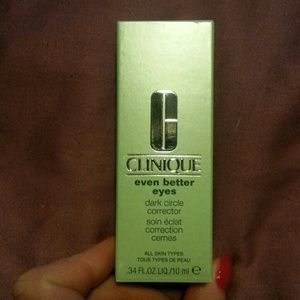 CLINIQUE
even better
eyes
dark circle
corrector
soin éclat
correction
cernes
ALL SKIN TYPES
TOUS TYPES DE PEAU
.34 FL.OZ.LIQ./10 ml ℮